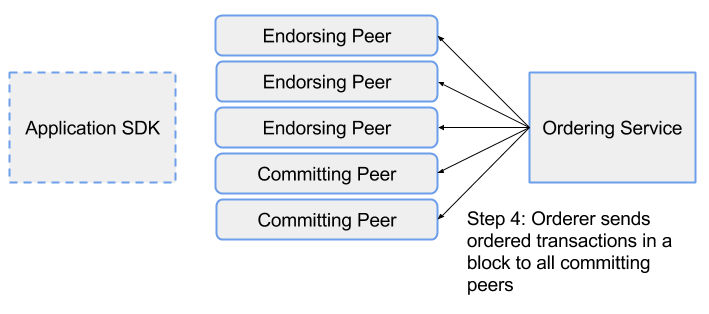 Endorsing Peer
Endorsing Peer
Application SDK
Endorsing Peer
Ordering Service
Committing Peer
Committing Peer
Step 4: Orderer sends
ordered transactions in a
block to all committing
peers